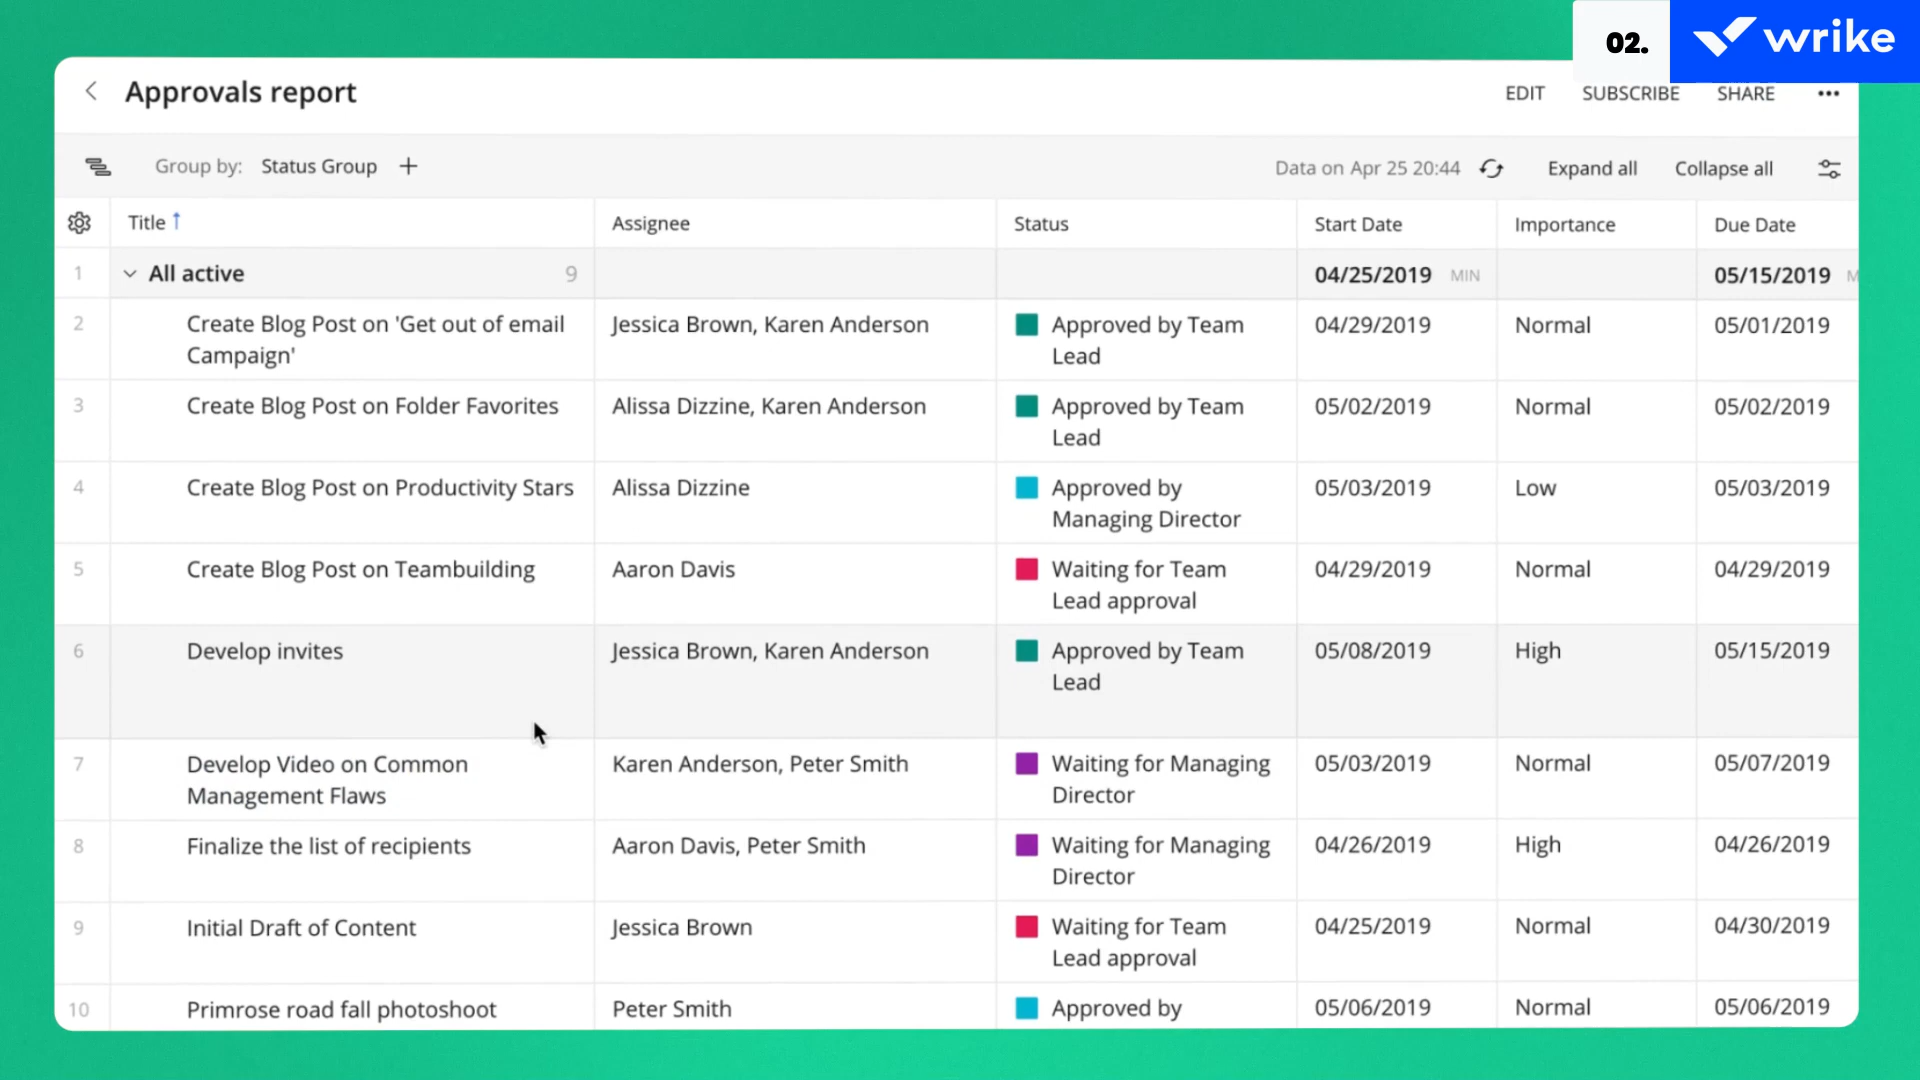 02.
wrike
Approvals report
EDIT SUBSCRIBE SHARE
Group by: Status Group +
Data on Apr 25 20:44 Expand all Collapse all
Title Assignee Status Start Date Importance Due Date
1 All active 9 04/25/2019 MIN 05/15/2019
2 Create Blog Post on 'Get out of email Jessica Brown, Karen Anderson Approved by Team 04/29/2019 Normal 05/01/2019
Campaign' Lead
3 Create Blog Post on Folder Favorites Alissa Dizzine, Karen Anderson Approved by Team 05/02/2019 Normal 05/02/2019
Lead
4 Create Blog Post on Productivity Stars Alissa Dizzine Approved by 05/03/2019 Low 05/03/2019
Managing Director
5 Create Blog Post on Teambuilding Aaron Davis Waiting for Team 04/29/2019 Normal 04/29/2019
Lead approval
6 Develop invites Jessica Brown, Karen Anderson Approved by Team 05/08/2019 High 05/15/2019
Lead
7 Develop Video on Common Karen Anderson, Peter Smith Waiting for Managing 05/03/2019 Normal 05/07/2019
Management Flaws Director
8 Finalize the list of recipients Aaron Davis, Peter Smith Waiting for Managing 04/26/2019 High 04/26/2019
Director
9 Initial Draft of Content Jessica Brown Waiting for Team 04/25/2019 Normal 04/30/2019
Lead approval
10 Primrose road fall photoshoot Peter Smith Approved by 05/06/2019 Normal 05/06/2019